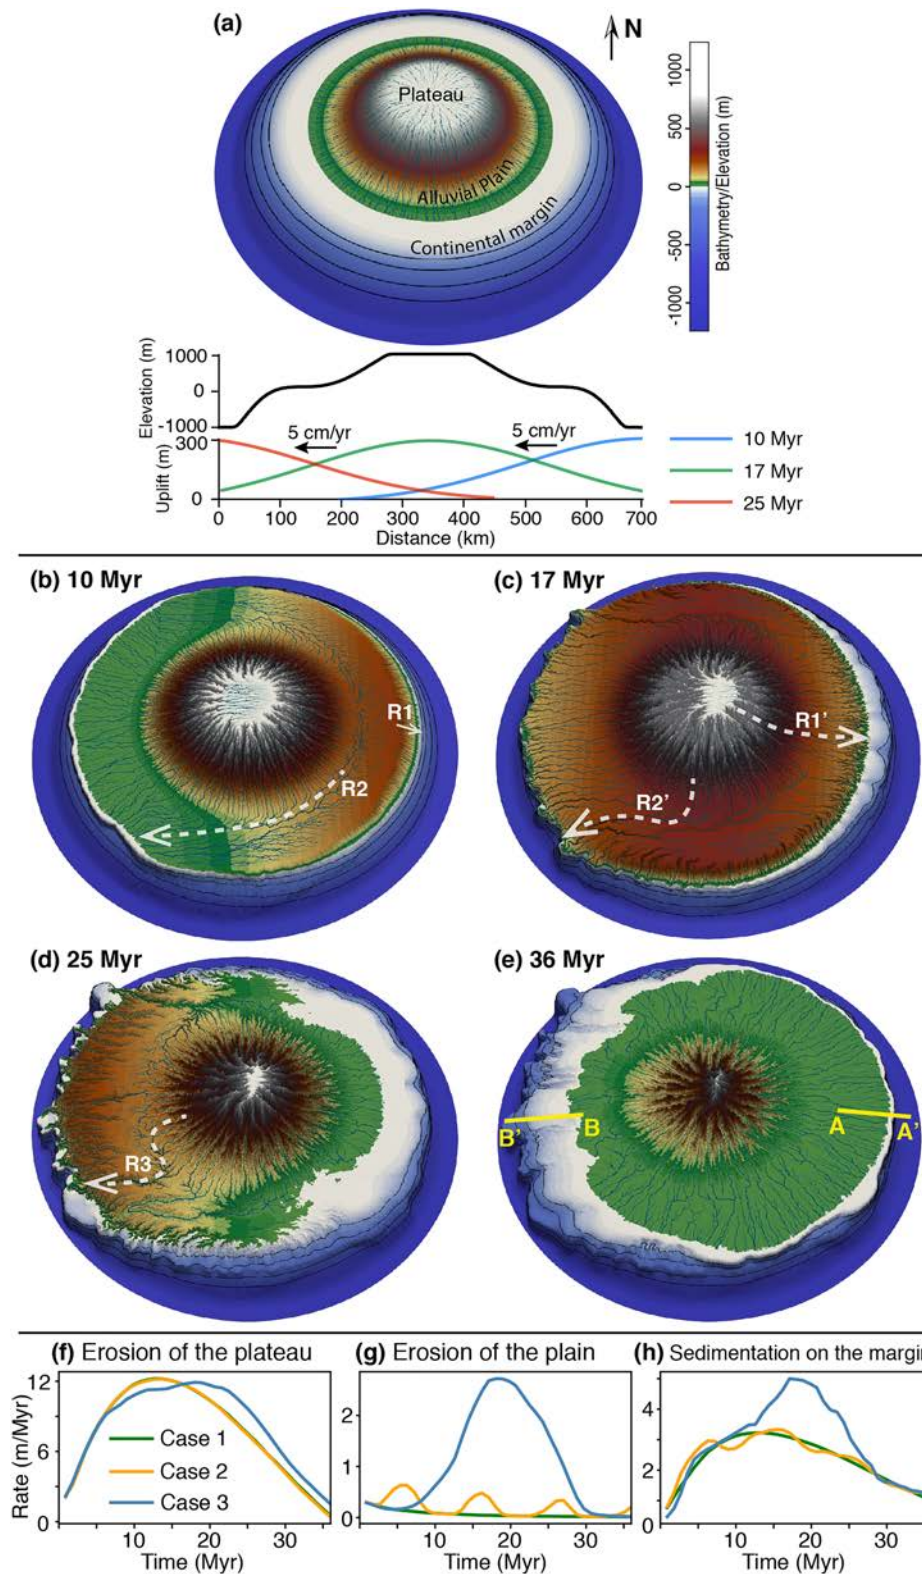 (a)
N
Plateau
Alluvial Plain
Continental margin
1000
500
0
-500
-1000
Bathymetry/Elevation (m)
Elevation (m)
1000
0
-1000
Uplift (m)
300
0
5 cm/yr
5 cm/yr
10 Myr
17 Myr
25 Myr
0 100 200 300 400 500 600 700
Distance (km)
(b) 10 Myr
R1
R2
(c) 17 Myr
R1'
R2'
(d) 25 Myr
R3
(e) 36 Myr
B' B
A A'
(f) Erosion of the plateau
Rate (m/Myr)
12
6
0
Case 1
Case 2
Case 3
10 20 30
Time (Myr)
(g) Erosion of the plain
2
1
0
10 20 30
Time (Myr)
(h) Sedimentation on the margin
4
2
0
10 20 30
Time (Myr)